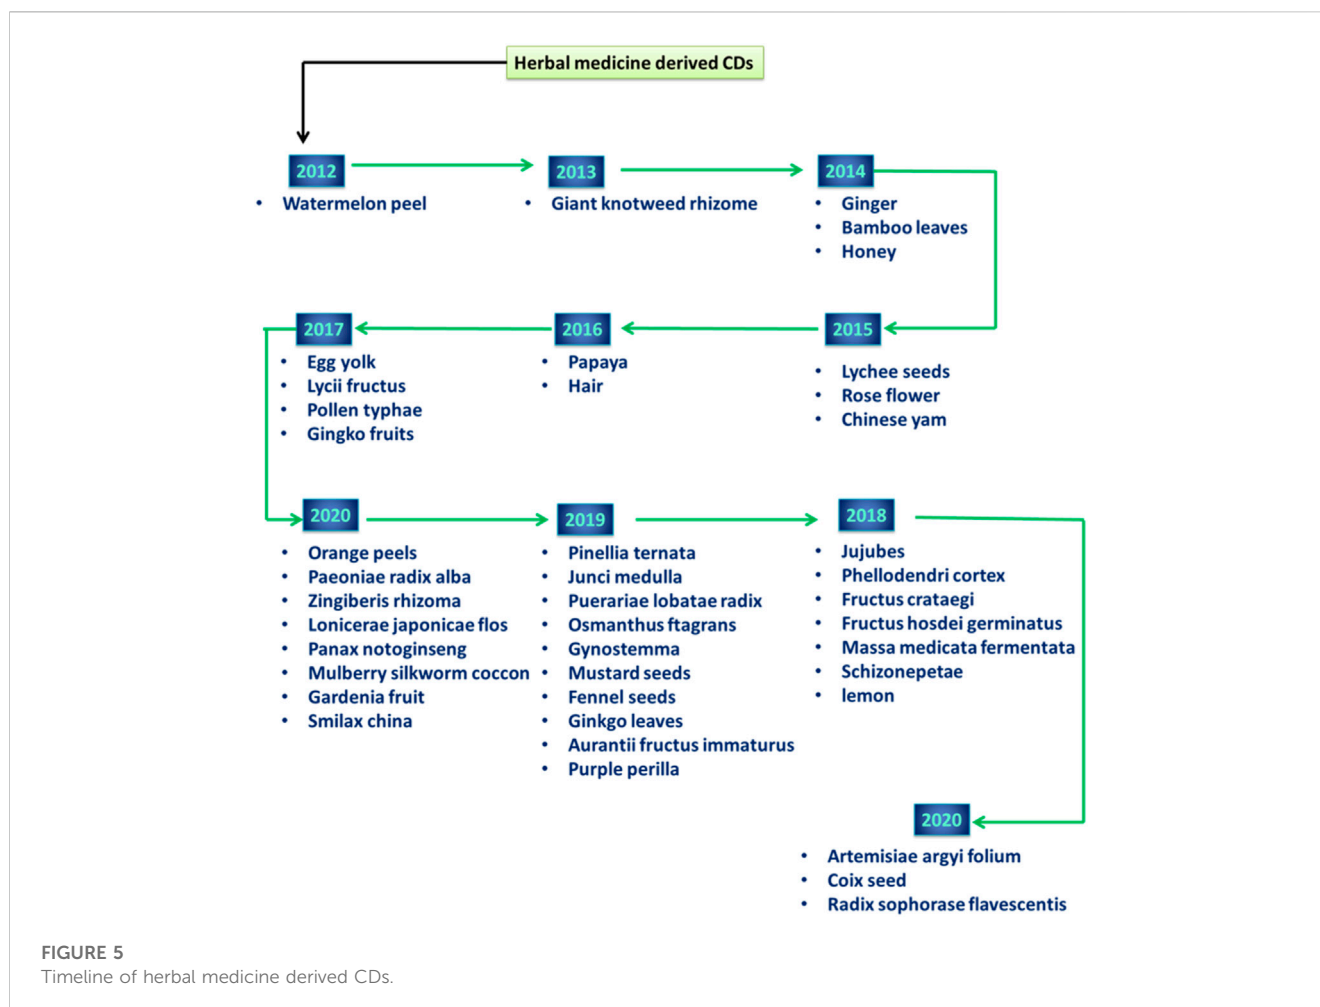 Herbal medicine derived CDs
2012
• Watermelon peel
2013
• Giant knotweed rhizome
2014
• Ginger
• Bamboo leaves
• Honey
2015
• Lychee seeds
• Rose flower
• Chinese yam
2016
• Papaya
• Hair
2017
• Egg yolk
• Lycii fructus
• Pollen typhae
• Gingko fruits
2020
• Orange peels
• Paeoniae radix alba
• Zingiberis rhizoma
• Lonicerae japonicae flos
• Panax notoginseng
• Mulberry silkworm coccon
• Gardenia fruit
• Smilax china
2019
• Pinellia ternata
• Junci medulla
• Puerariae lobatae radix
• Osmanthus ftagrans
• Gynostemma
• Mustard seeds
• Fennel seeds
• Ginkgo leaves
• Aurantii fructus immaturus
• Purple perilla
2018
• Jujubes
• Phellodendri cortex
• Fructus crataegi
• Fructus hosdei germinatus
• Massa medicata fermentata
• Schizonepetae
• lemon
2020
• Artemisiae argyi folium
• Coix seed
• Radix sophorase flavescentis
FIGURE 5
Timeline of herbal medicine derived CDs.